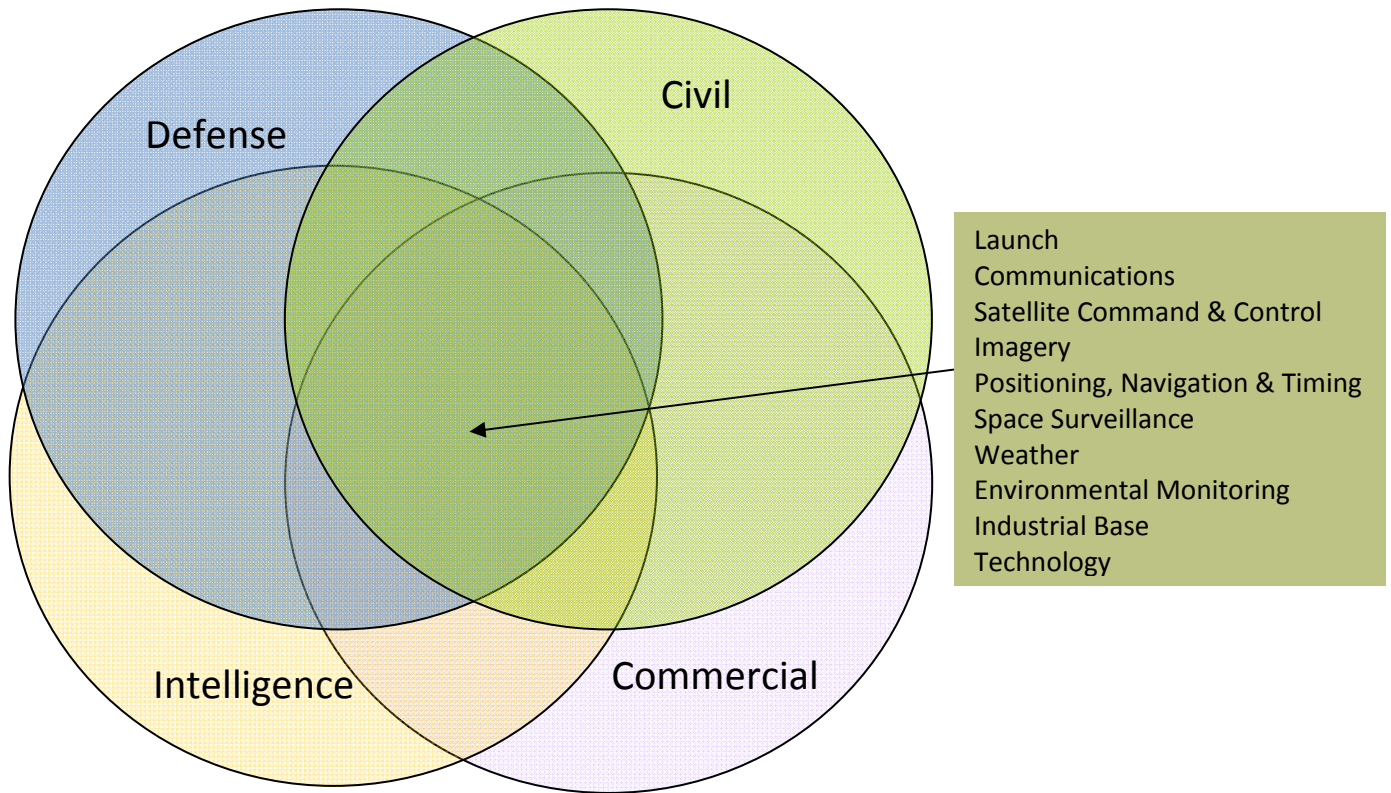 Civil
Defense
Launch
Communications
Satellite Command & Control
Imagery
Positioning, Navigation & Timing
Space Surveillance
Weather
Environmental Monitoring
Industrial Base
Technology
Intelligence
Commercial